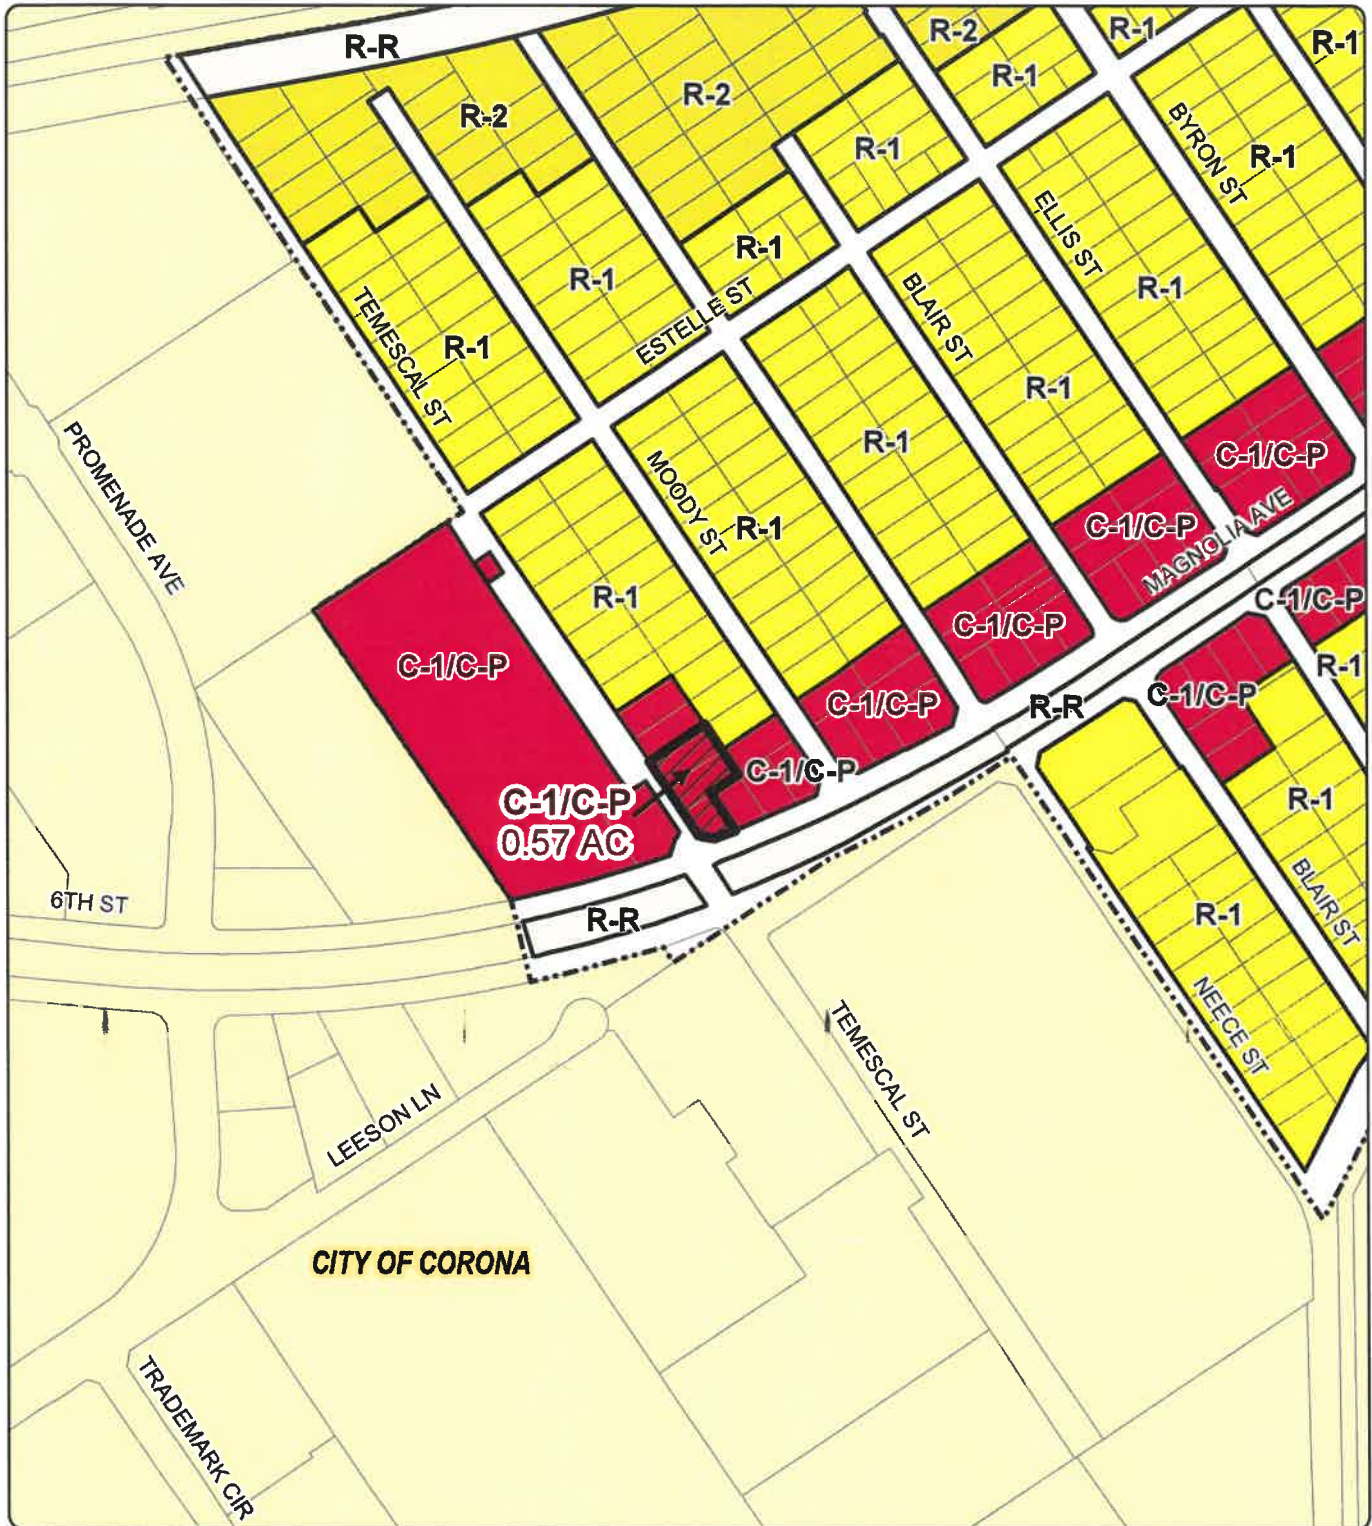 R-R
R-2
R-1
R-1
R-2
R-2
R-1
BYRON ST
R-1
R-1
R-1
ELLIS ST
R-1
R-1
TEMESCAL ST
R-1
ESTELLE ST
BLAIR ST
R-1
R-1
R-1
PROMENADE AVE
MOODY ST
R-1
C-1/C-P
C-1/C-P
MAGNOLIA AVE
R-1
C-1/C-P
C-1/C-P
C-1/C-P
R-1
C-1/C-P
C-1/C-P
R-R
C-1/C-P
C-1/C-P
0.57 AC
R-1
BLAIR ST
6TH ST
R-R
R-1
NEECE ST
TEMESCAL ST
LEESON LN
CITY OF CORONA
TRADEMARK CIR